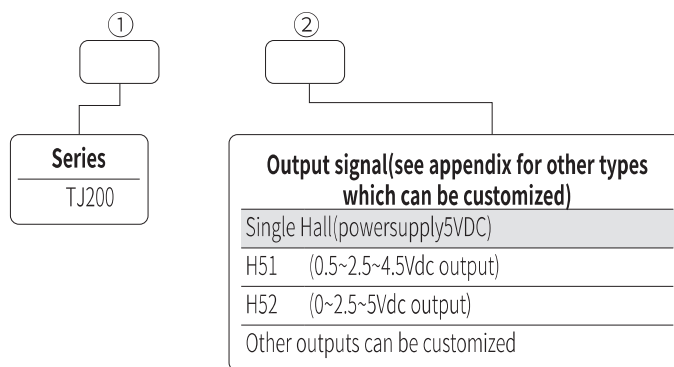 ① ②
Series
TJ200
Output signal(see appendix for other types
which can be customized)
Single Hall(powersupply5VDC)
H51 (0.5~2.5~4.5Vdc output)
H52 (0~2.5~5Vdc output)
Other outputs can be customized